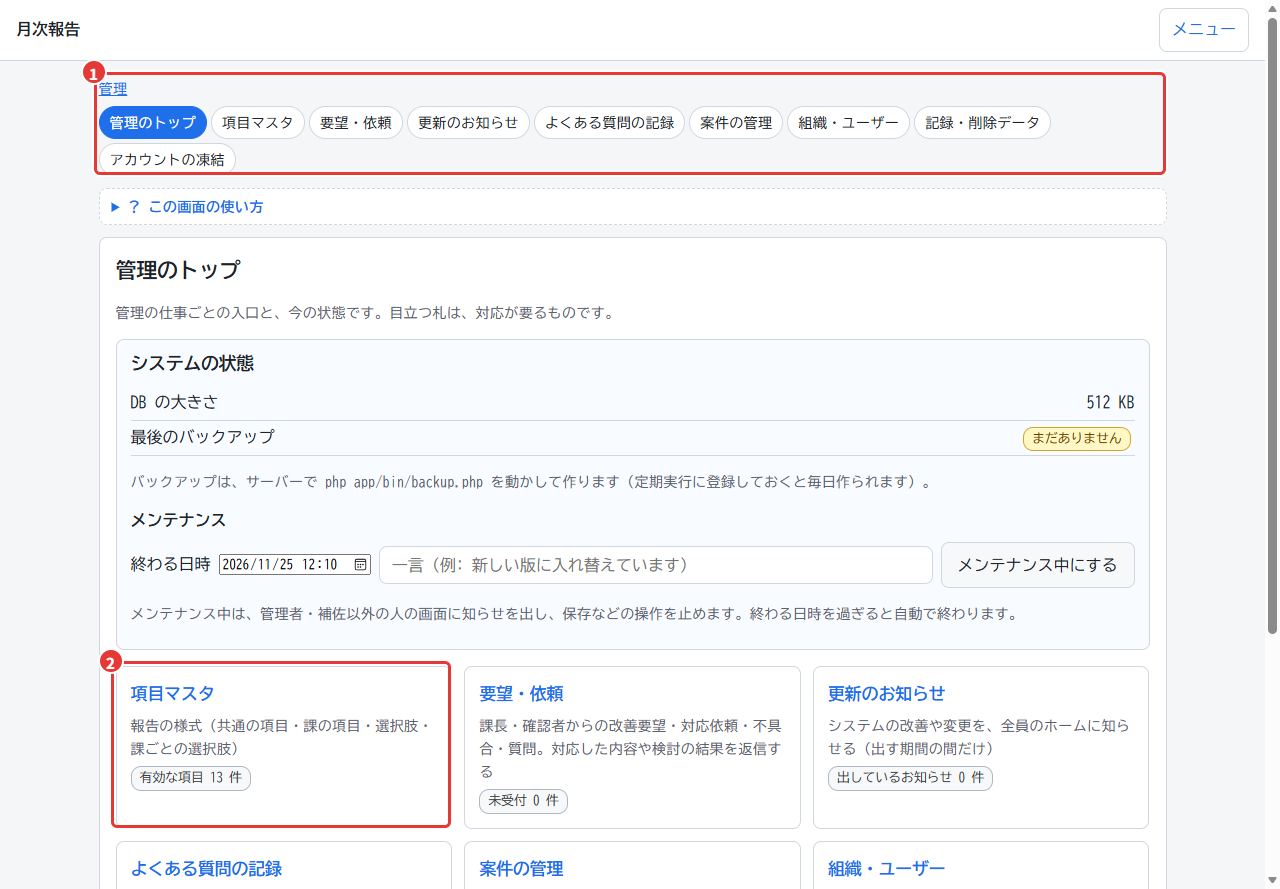 月次報告
メニュー
1
管理
管理のトップ 項目マスタ 要望・依頼 更新のお知らせ よくある質問の記録 案件の管理 組織・ユーザー 記録・削除データ
アカウントの凍結
▶ ? この画面の使い方
管理のトップ
管理の仕事ごとの入口と、今の状態です。目立つ札は、対応が要るものです。
システムの状態
DB の大きさ 512 KB
最後のバックアップ まだありません
バックアップは、サーバーで php app/bin/backup.php を動かして作ります（定期実行に登録しておくと毎日作られます）。
メンテナンス
終わる日時 2026/11/25 12:10 一言（例: 新しい版に入れ替えています） メンテナンス中にする
メンテナンス中は、管理者・補佐以外の人の画面に知らせを出し、保存などの操作を止めます。終わる日時を過ぎると自動で終わります。
2
項目マスタ
報告の様式（共通の項目・課の項目・選択肢・
課ごとの選択肢）
有効な項目 13 件
要望・依頼
課長・確認者からの改善要望・対応依頼・不具
合・質問。対応した内容や検討の結果を返信す
る
未受付 0 件
更新のお知らせ
システムの改善や変更を、全員のホームに知ら
せる（出す期間の間だけ）
出しているお知らせ 0 件
よくある質問の記録
案件の管理
組織・ユーザー